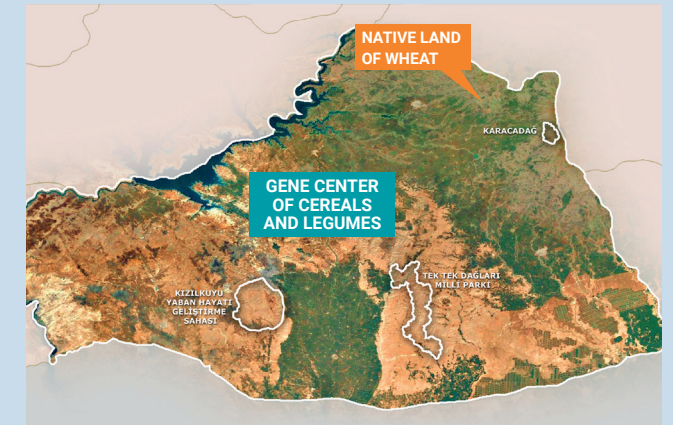 NATIVE LAND
OF WHEAT
KARACADAĞ
GENE CENTER
OF CEREALS
AND LEGUMES
TEK TEK DAĞLARI
MİLLİ PARKI
KIZILKUYU
YABAN HAYATI
GELİŞTİRME
SAHASI